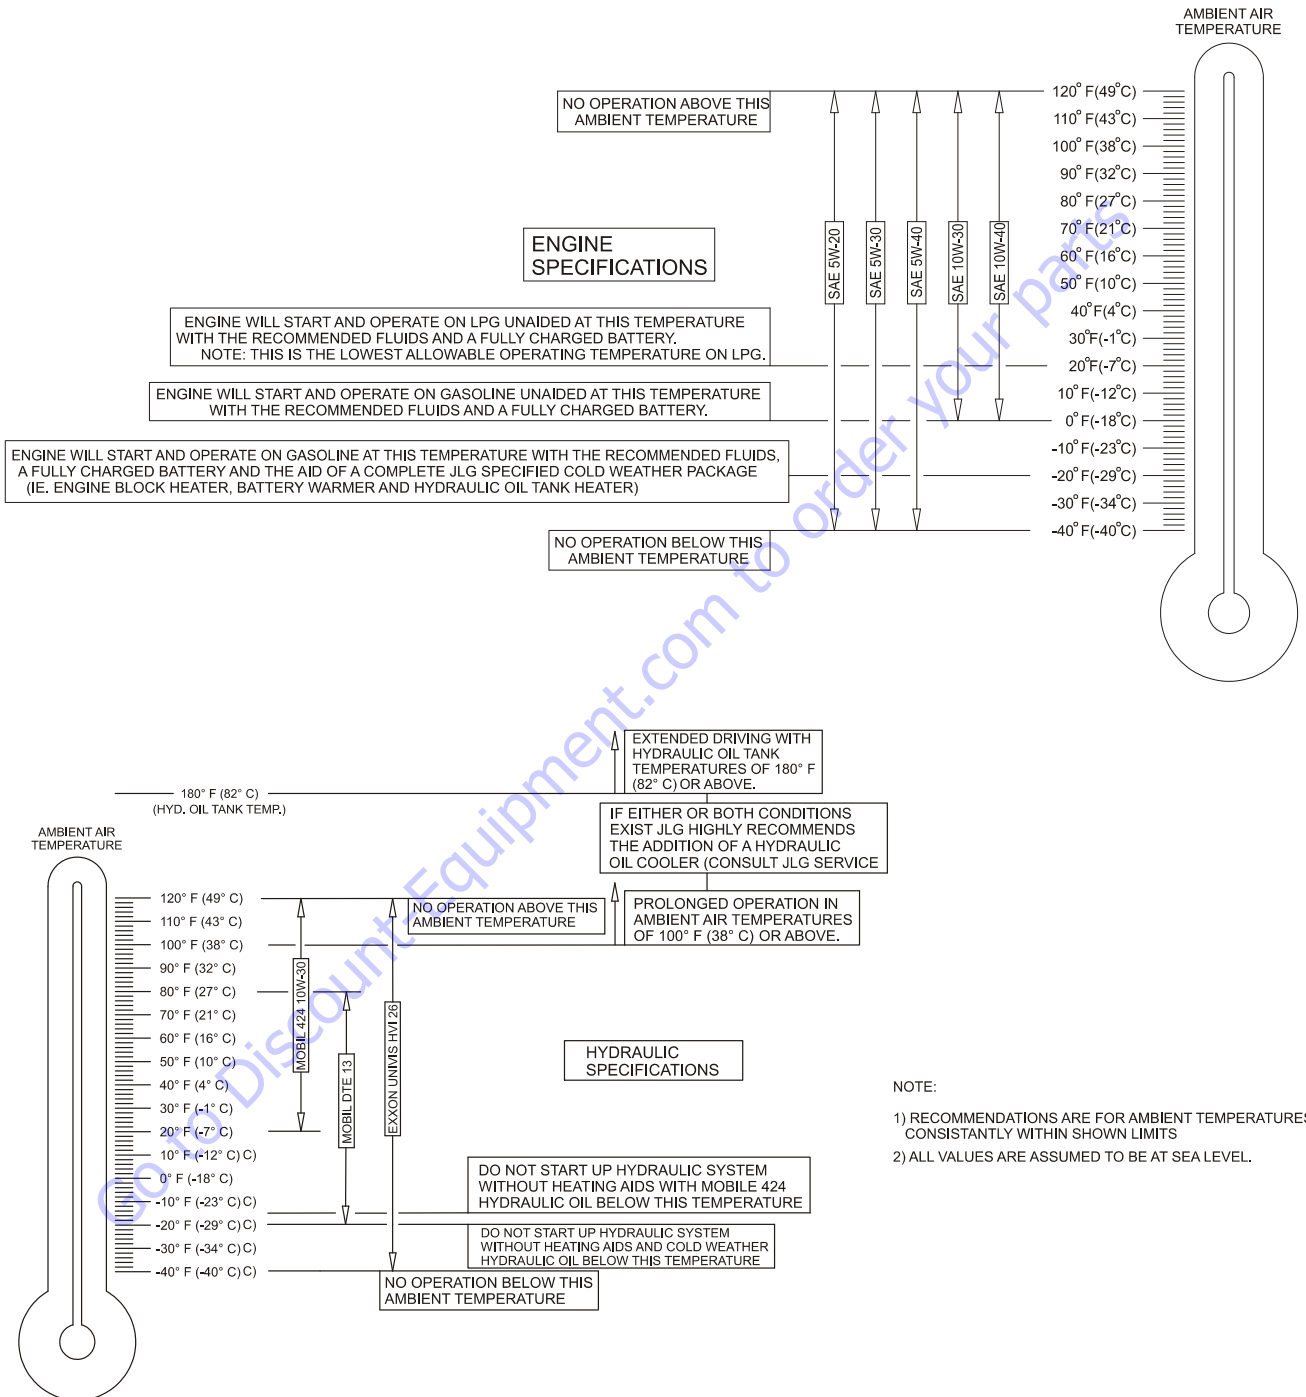 AMBIENT AIR
TEMPERATURE
NO OPERATION ABOVE THIS
AMBIENT TEMPERATURE
120° F(49°C)
110° F(43°C)
100° F(38°C)
90° F(32°C)
80° F(27°C)
70° F(21°C)
60° F(16°C)
50° F(10°C)
40° F(4°C)
30°F(-1°C)
20°F(-7°C)
10° F(-12°C)
0° F(-18°C)
-10° F(-23°C)
-20° F(-29°C)
-30° F(-34°C)
-40° F(-40°C)
SAE 5W-20
SAE 5W-30
SAE 5W-40
SAE 10W-30
SAE 10W-40
ENGINE
SPECIFICATIONS
ENGINE WILL START AND OPERATE ON LPG UNAIDED AT THIS TEMPERATURE
WITH THE RECOMMENDED FLUIDS AND A FULLY CHARGED BATTERY.
NOTE: THIS IS THE LOWEST ALLOWABLE OPERATING TEMPERATURE ON LPG.
ENGINE WILL START AND OPERATE ON GASOLINE UNAIDED AT THIS TEMPERATURE
WITH THE RECOMMENDED FLUIDS AND A FULLY CHARGED BATTERY.
ENGINE WILL START AND OPERATE ON GASOLINE AT THIS TEMPERATURE WITH THE RECOMMENDED FLUIDS,
A FULLY CHARGED BATTERY AND THE AID OF A COMPLETE JLG SPECIFIED COLD WEATHER PACKAGE
(IE. ENGINE BLOCK HEATER, BATTERY WARMER AND HYDRAULIC OIL TANK HEATER)
NO OPERATION BELOW THIS
AMBIENT TEMPERATURE
Go to Discount-Equipment.com to order your parts
EXTENDED DRIVING WITH
HYDRAULIC OIL TANK
TEMPERATURES OF 180° F
(82° C) OR ABOVE.
180° F (82° C)
(HYD. OIL TANK TEMP.)
IF EITHER OR BOTH CONDITIONS
EXIST JLG HIGHLY RECOMMENDS
THE ADDITION OF A HYDRAULIC
OIL COOLER (CONSULT JLG SERVICE
AMBIENT AIR
TEMPERATURE
PROLONGED OPERATION IN
AMBIENT AIR TEMPERATURES
OF 100° F (38° C) OR ABOVE.
NO OPERATION ABOVE THIS
AMBIENT TEMPERATURE
120° F (49° C)
110° F (43° C)
100° F (38° C)
90° F (32° C)
80° F (27° C)
70° F (21° C)
60° F (16° C)
50° F (10° C)
40° F (4° C)
30° F (-1° C)
20° F (-7° C)
10° F (-12° C) C)
0° F (-18° C)
-10° F (-23° C) C)
-20° F (-29° C) C)
-30° F (-34° C) C)
-40° F (-40° C) C)
MOBIL 424 10W-30
MOBIL DTE 13
EXXON UNIVIS HVI 26
HYDRAULIC
SPECIFICATIONS
NOTE:
1) RECOMMENDATIONS ARE FOR AMBIENT TEMPERATURES
CONSISTANTLY WITHIN SHOWN LIMITS
2) ALL VALUES ARE ASSUMED TO BE AT SEA LEVEL.
DO NOT START UP HYDRAULIC SYSTEM
WITHOUT HEATING AIDS WITH MOBILE 424
HYDRAULIC OIL BELOW THIS TEMPERATURE
DO NOT START UP HYDRAULIC SYSTEM
WITHOUT HEATING AIDS AND COLD WEATHER
HYDRAULIC OIL BELOW THIS TEMPERATURE
NO OPERATION BELOW THIS
AMBIENT TEMPERATURE